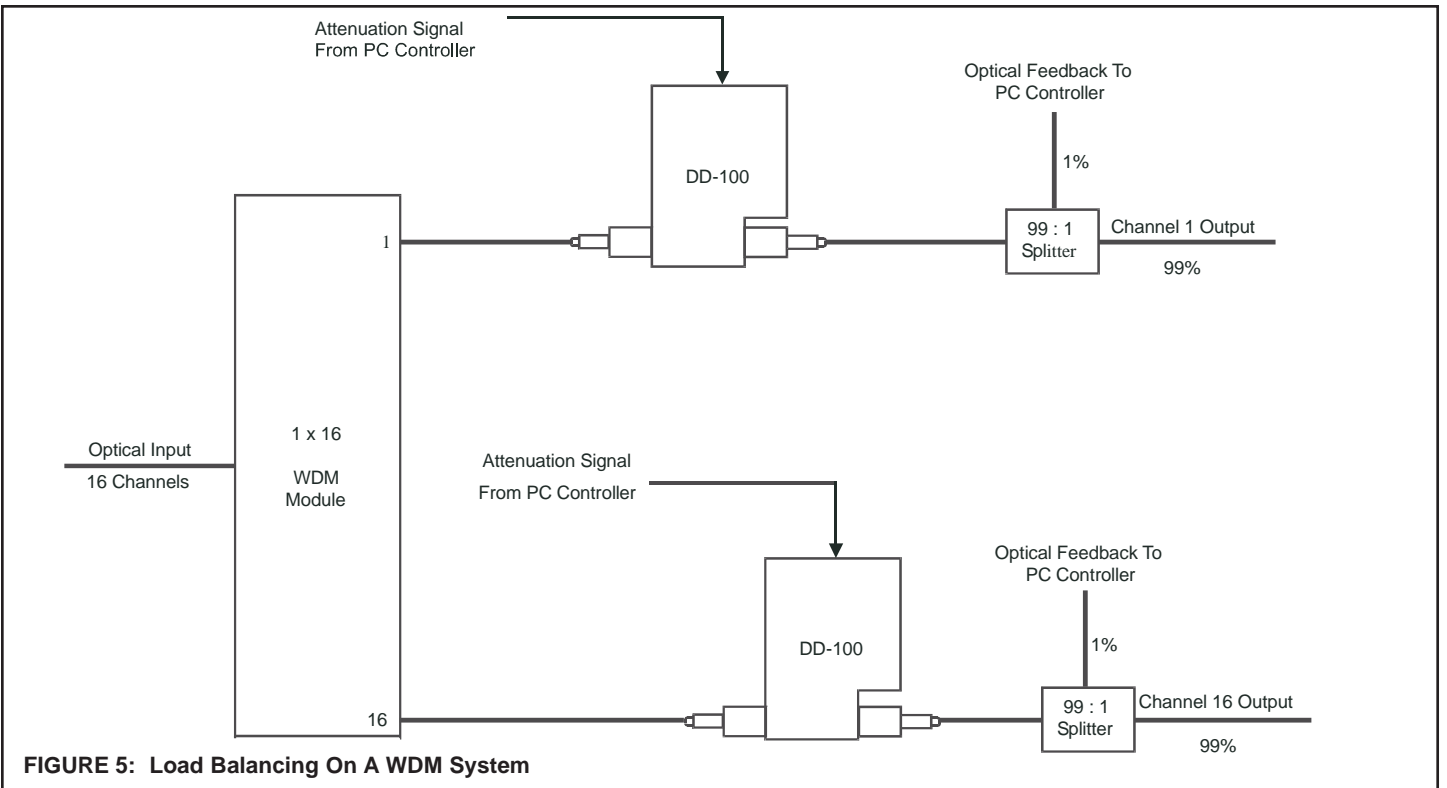 Attenuation Signal
From PC Controller
Optical Feedback To
PC Controller
1%
DD-100
1
99 : 1
Splitter
Channel 1 Output
99%
Optical Input
16 Channels
1 x 16
WDM
Module
Attenuation Signal
From PC Controller
Optical Feedback To
PC Controller
1%
DD-100
16
99 : 1
Splitter
Channel 16 Output
99%
FIGURE 5: Load Balancing On A WDM System